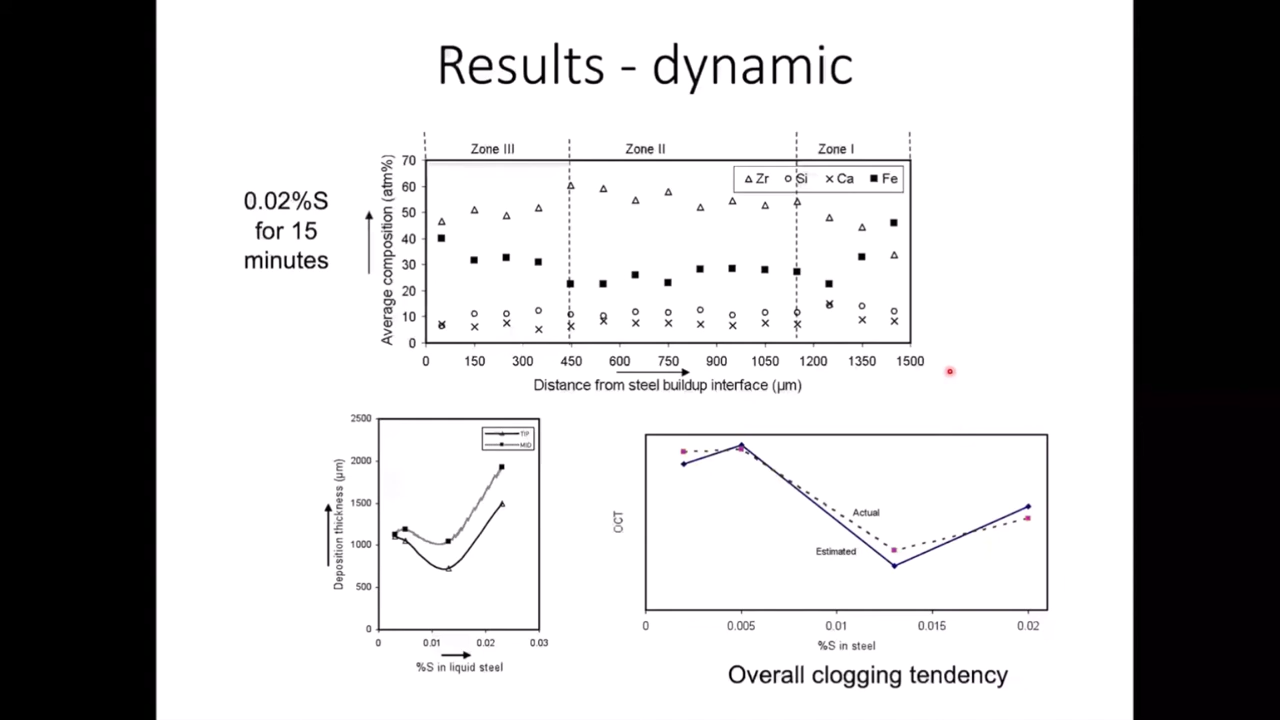 Results - dynamic
0.02%S
for 15
minutes
Zone III
Zone II
Zone I
Average composition (atm%)
70
60
50
40
30
20
10
0
Zr
Si
Ca
Fe
0
150
300
450
600
750
900
1050
1200
1350
1500
Distance from steel buildup interface (µm)
Deposition thickness (µm)
2500
2000
1500
1000
500
0
TIP
MID
0
0.01
0.02
0.03
%S in liquid steel
OCT
Actual
Estimated
0
0.005
0.01
0.015
0.02
%S in steel
Overall clogging tendency